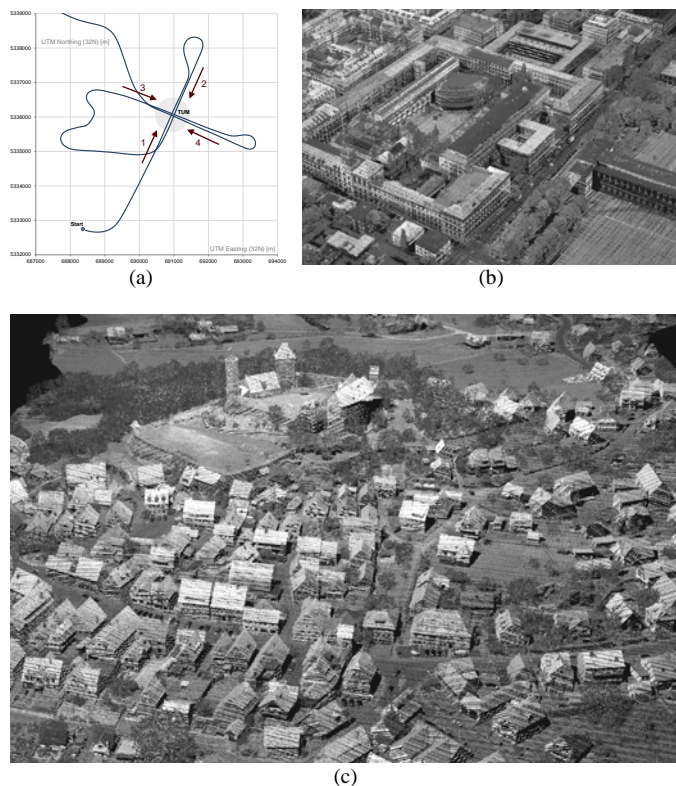 5339000
UTM Northing (32N) [m]
5338000
5337000
3
2
5336000
TUM
1
4
5335000
5334000
5333000
Start
UTM Easting (32N) [m]
5332000
687000 688000 689000 690000 691000 692000 693000 694000
(a)
(b)
(c)